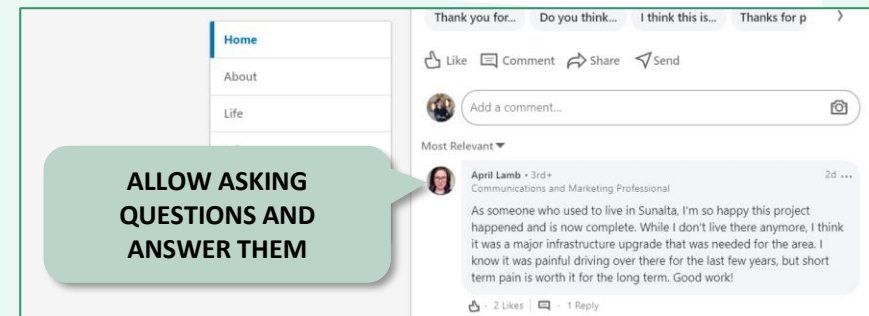 Thank you for... Do you think... I think this is... Thanks for p
Home
About
Life
Like Comment Share Send
Add a comment...
Most Relevant
ALLOW ASKING
QUESTIONS AND
ANSWER THEM
April Lamb • 3rd+ 2d ...
Communications and Marketing Professional
As someone who used to live in Sunalta, I'm so happy this project
happened and is now complete. While I don't live there anymore, I think
it was a major infrastructure upgrade that was needed for the area. I
know it was painful driving over there for the last few years, but short
term pain is worth it for the long term. Good work!
2 Likes 1 Reply